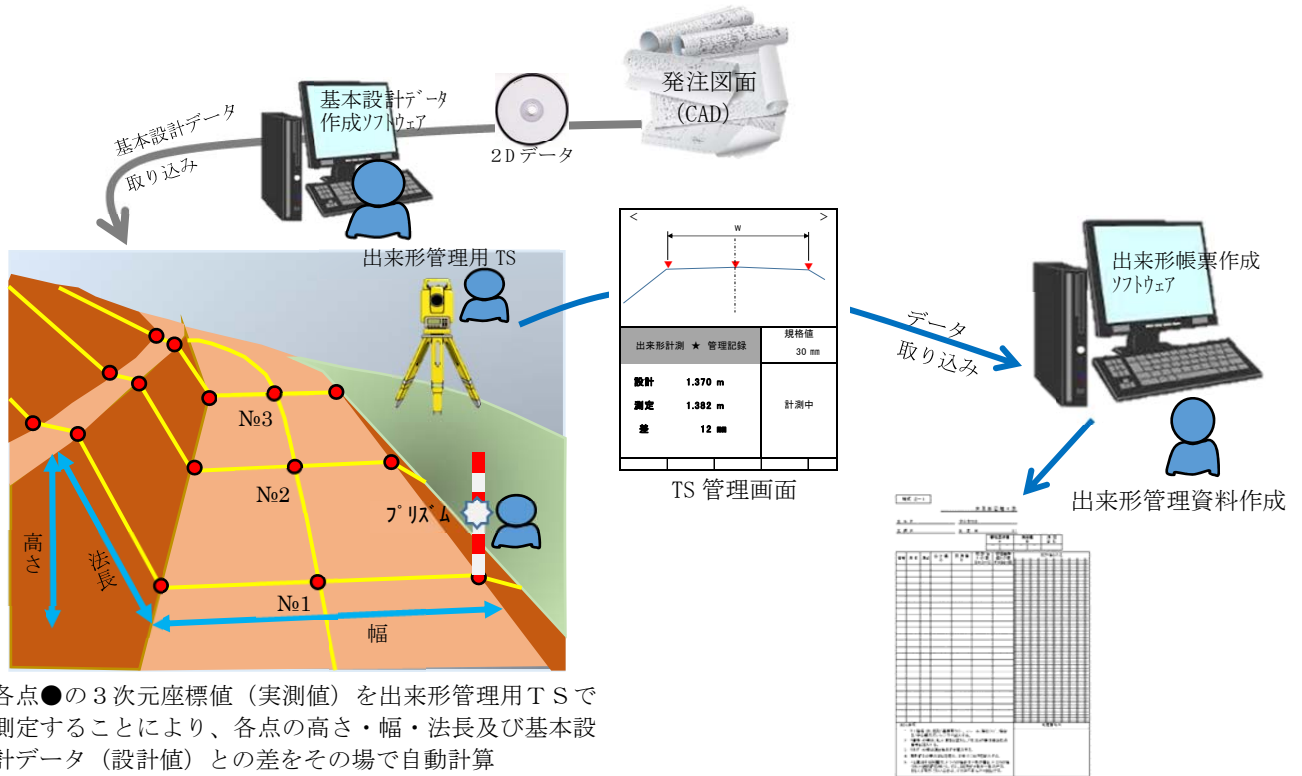 発注図面
(CAD)
基本設計ﾃﾞｰﾀ
作成ｿﾌﾄｳｪｱ
2Dデータ
基本設計データ
取り込み
出来形管理用 TS
<
>
W
出来形計測 ★ 管理記録
規格値
30 ㎜
設計 1.370 m
測定 1.382 m
差 12 ㎜
計測中
TS 管理画面
出来形帳票作成
ｿﾌﾄｳｪｱ
データ
取り込み
出来形管理資料作成
№3
№2
№1
ﾌﾟﾘｽﾞﾑ
高さ
法長
幅
各点●の３次元座標値（実測値）を出来形管理用ＴＳで
測定することにより、各点の高さ・幅・法長及び基本設
計データ（設計値）との差をその場で自動計算